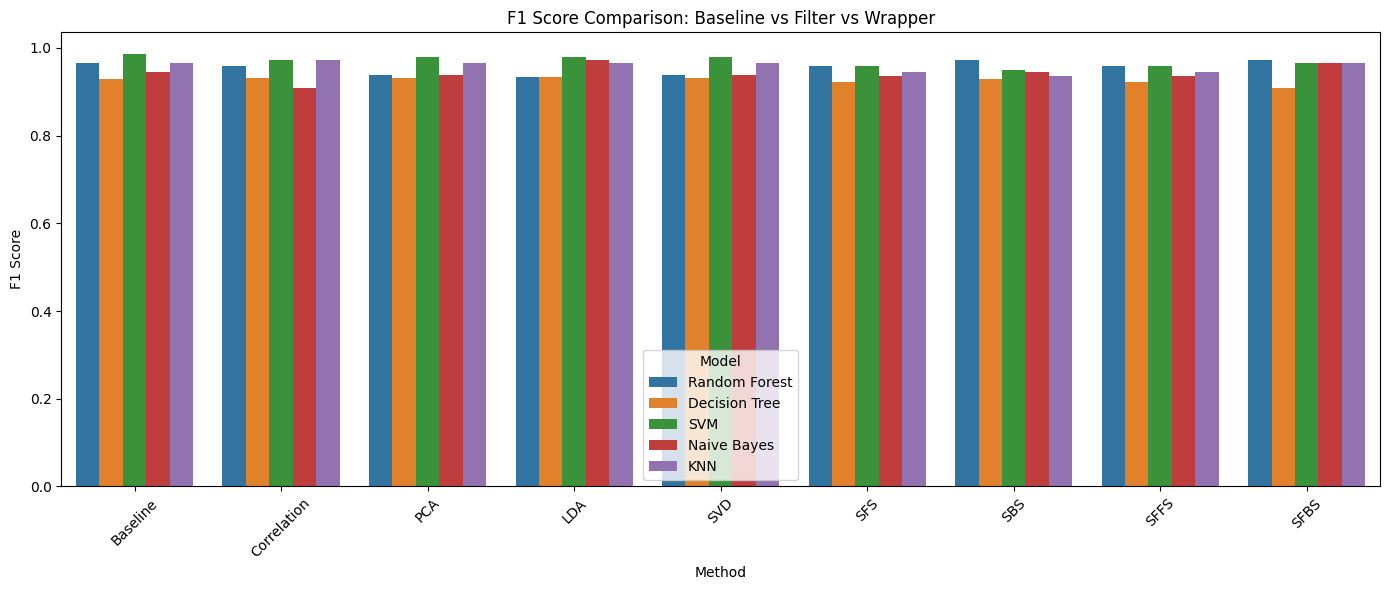 F1 Score Comparison: Baseline vs Filter vs Wrapper
F1 Score
1.0
0.8
0.6
0.4
0.2
0.0
Model
Random Forest
Decision Tree
SVM
Naive Bayes
KNN
Baseline
Correlation
PCA
LDA
SVD
SFS
SBS
SFFS
SFBS
Method